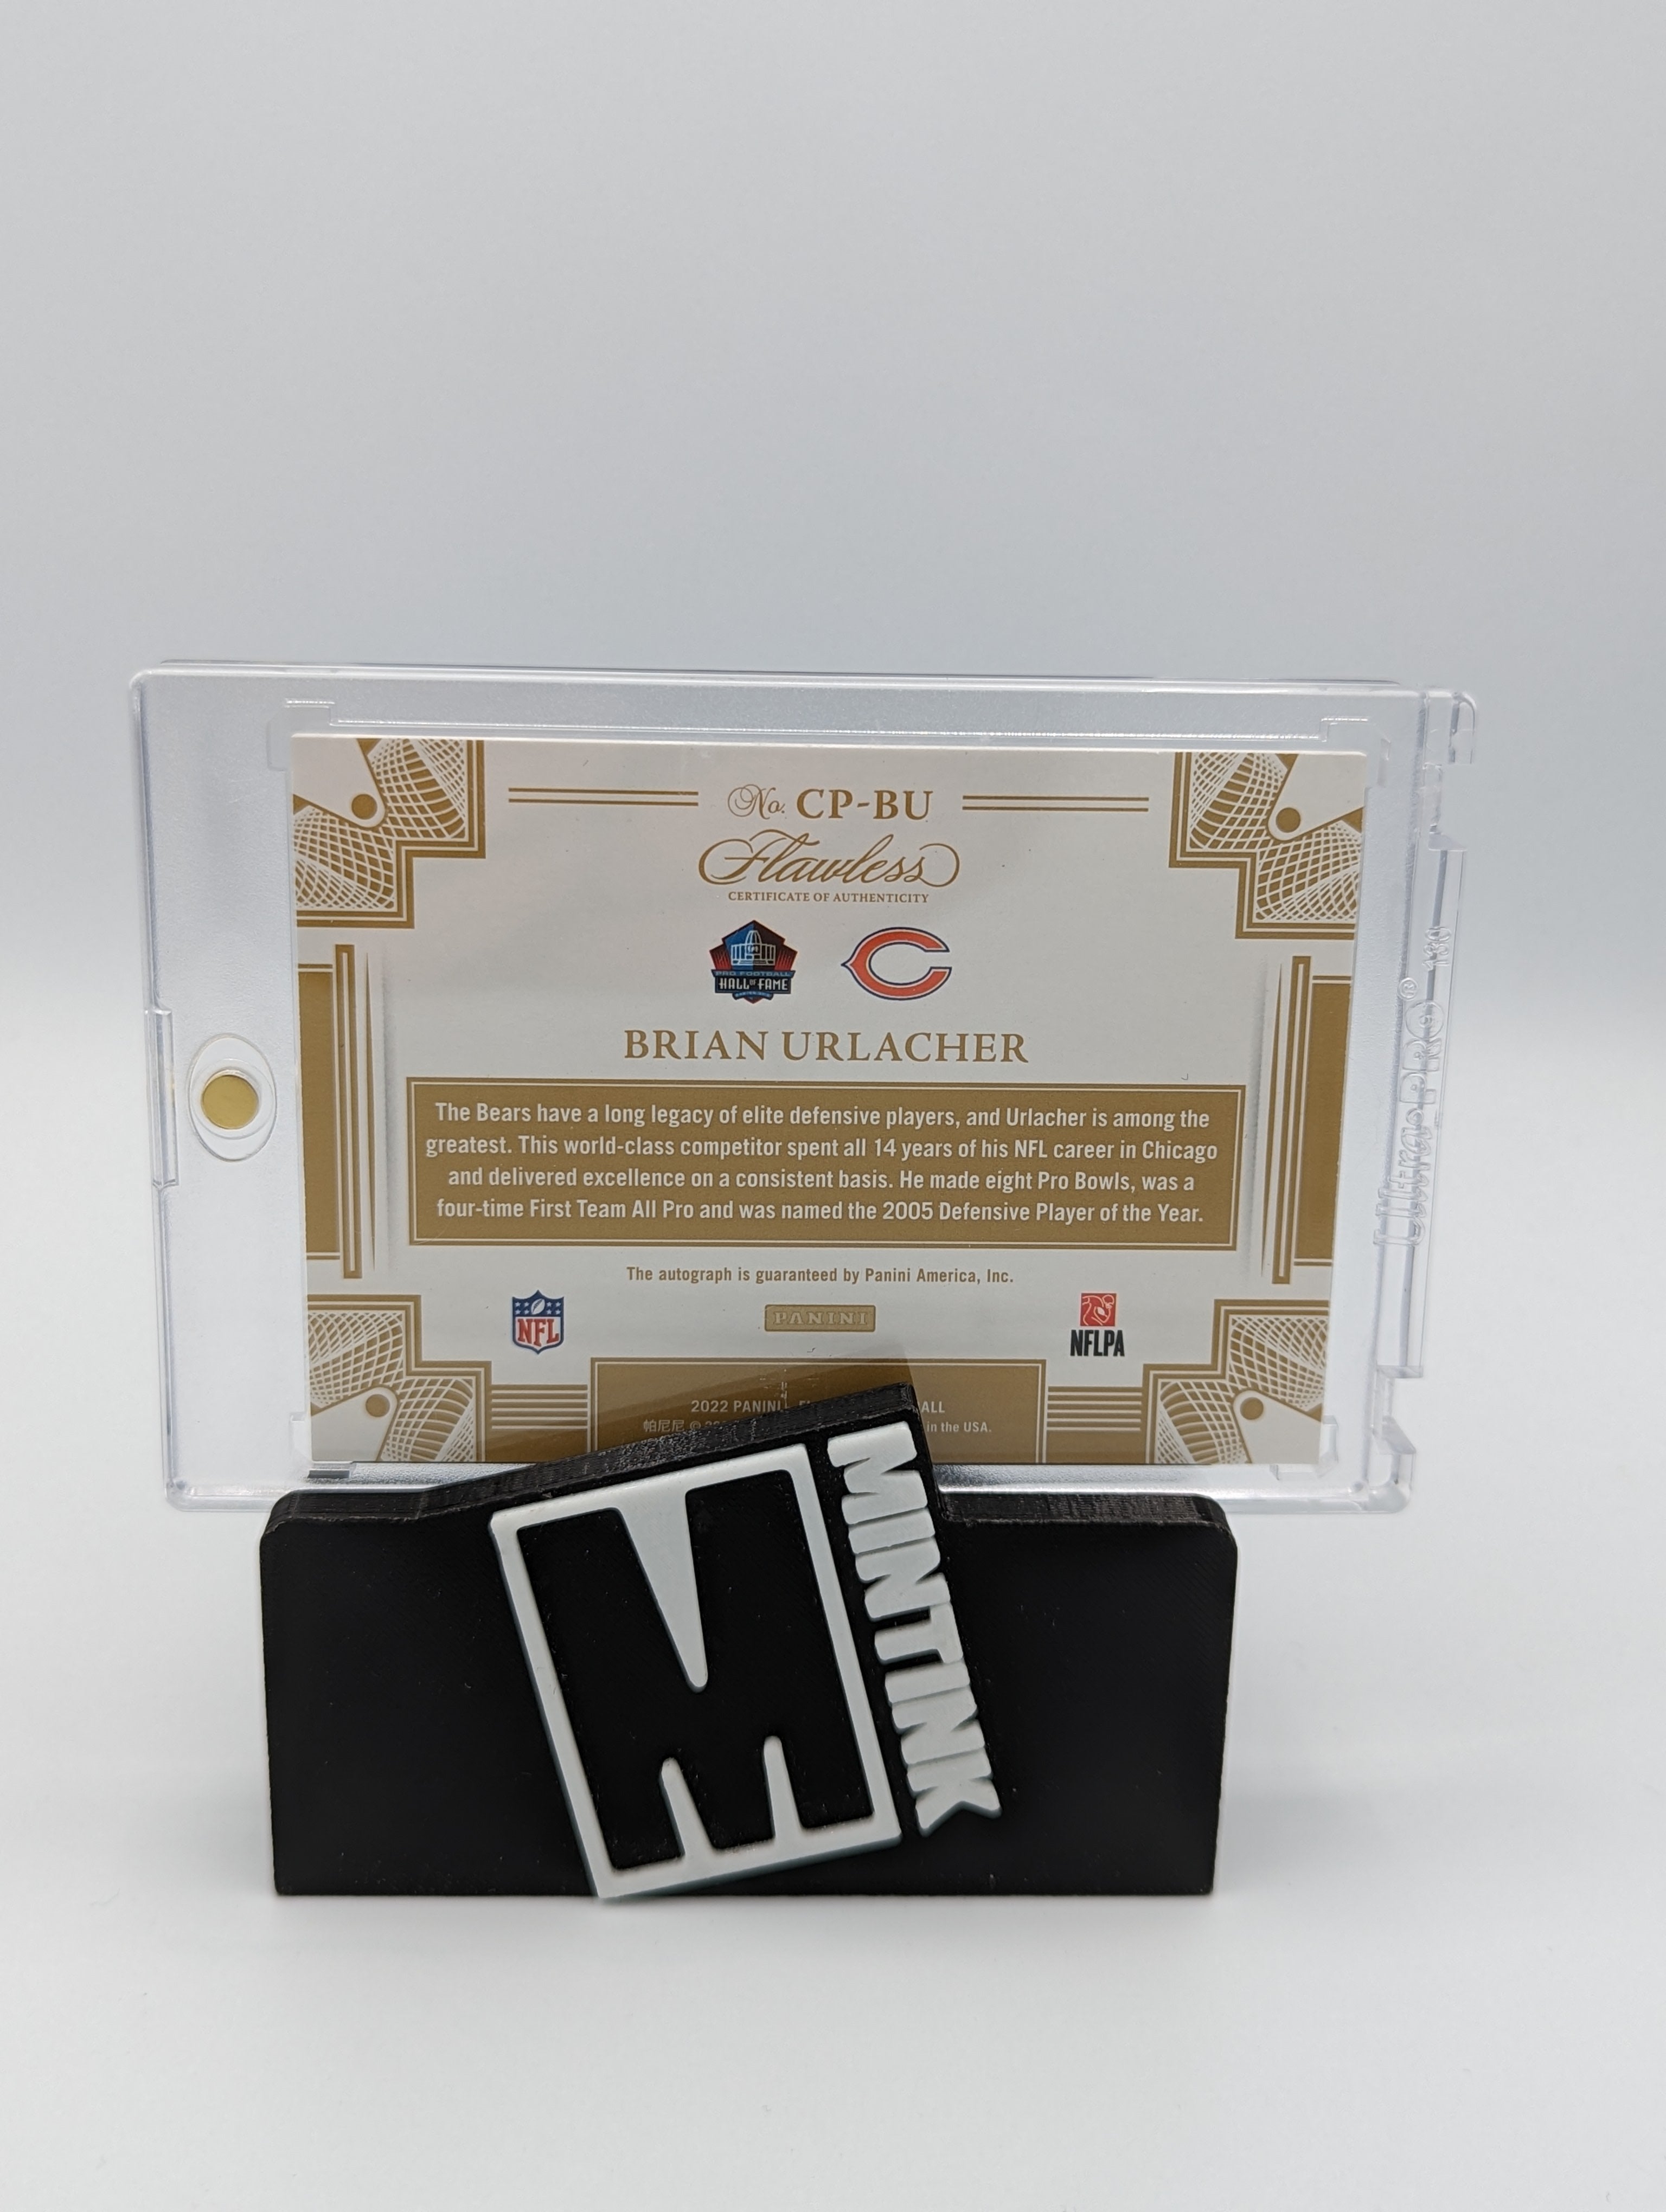 No. CP-BU
Flawless
CERTIFICATE OF AUTHENTICITY
PRO FOOTBALL
HALL OF FAME
BRIAN URLACHER
The Bears have a long legacy of elite defensive players, and Urlacher is among the
greatest. This world-class competitor spent all 14 years of his NFL career in Chicago
and delivered excellence on a consistent basis. He made eight Pro Bowls, was a
four-time First Team All Pro and was named the 2005 Defensive Player of the Year.
The autograph is guaranteed by Panini America, Inc.
NFL
PANINI
NFLPA
2022 PANINI
帕尼尼 ©
in the USA.
UltraPRO® 180
M
MINTINK